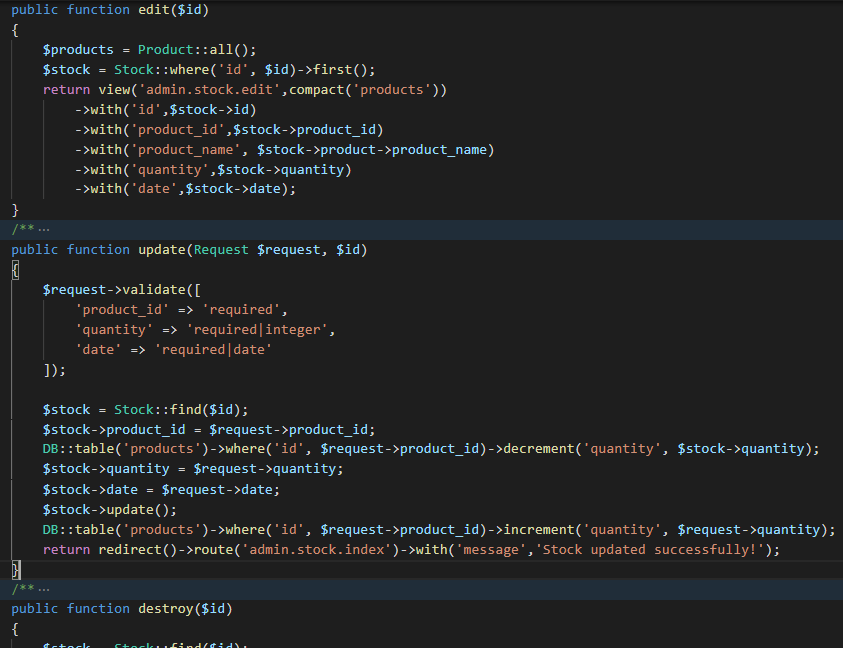 public function edit($id)
{
    $products = Product::all();
    $stock = Stock::where('id', $id)->first();
    return view('admin.stock.edit',compact('products'))
        ->with('id',$stock->id)
        ->with('product_id',$stock->product_id)
        ->with('product_name', $stock->product->product_name)
        ->with('quantity',$stock->quantity)
        ->with('date',$stock->date);
}
/** ...
public function update(Request $request, $id)
{
    $request->validate([
        'product_id' => 'required',
        'quantity' => 'required|integer',
        'date' => 'required|date'
    ]);

    $stock = Stock::find($id);
    $stock->product_id = $request->product_id;
    DB::table('products')->where('id', $request->product_id)->decrement('quantity', $stock->quantity);
    $stock->quantity = $request->quantity;
    $stock->date = $request->date;
    $stock->update();
    DB::table('products')->where('id', $request->product_id)->increment('quantity', $request->quantity);
    return redirect()->route('admin.stock.index')->with('message','Stock updated successfully!');
}
/** ...
public function destroy($id)
{
    $stock = Stock::find($id);